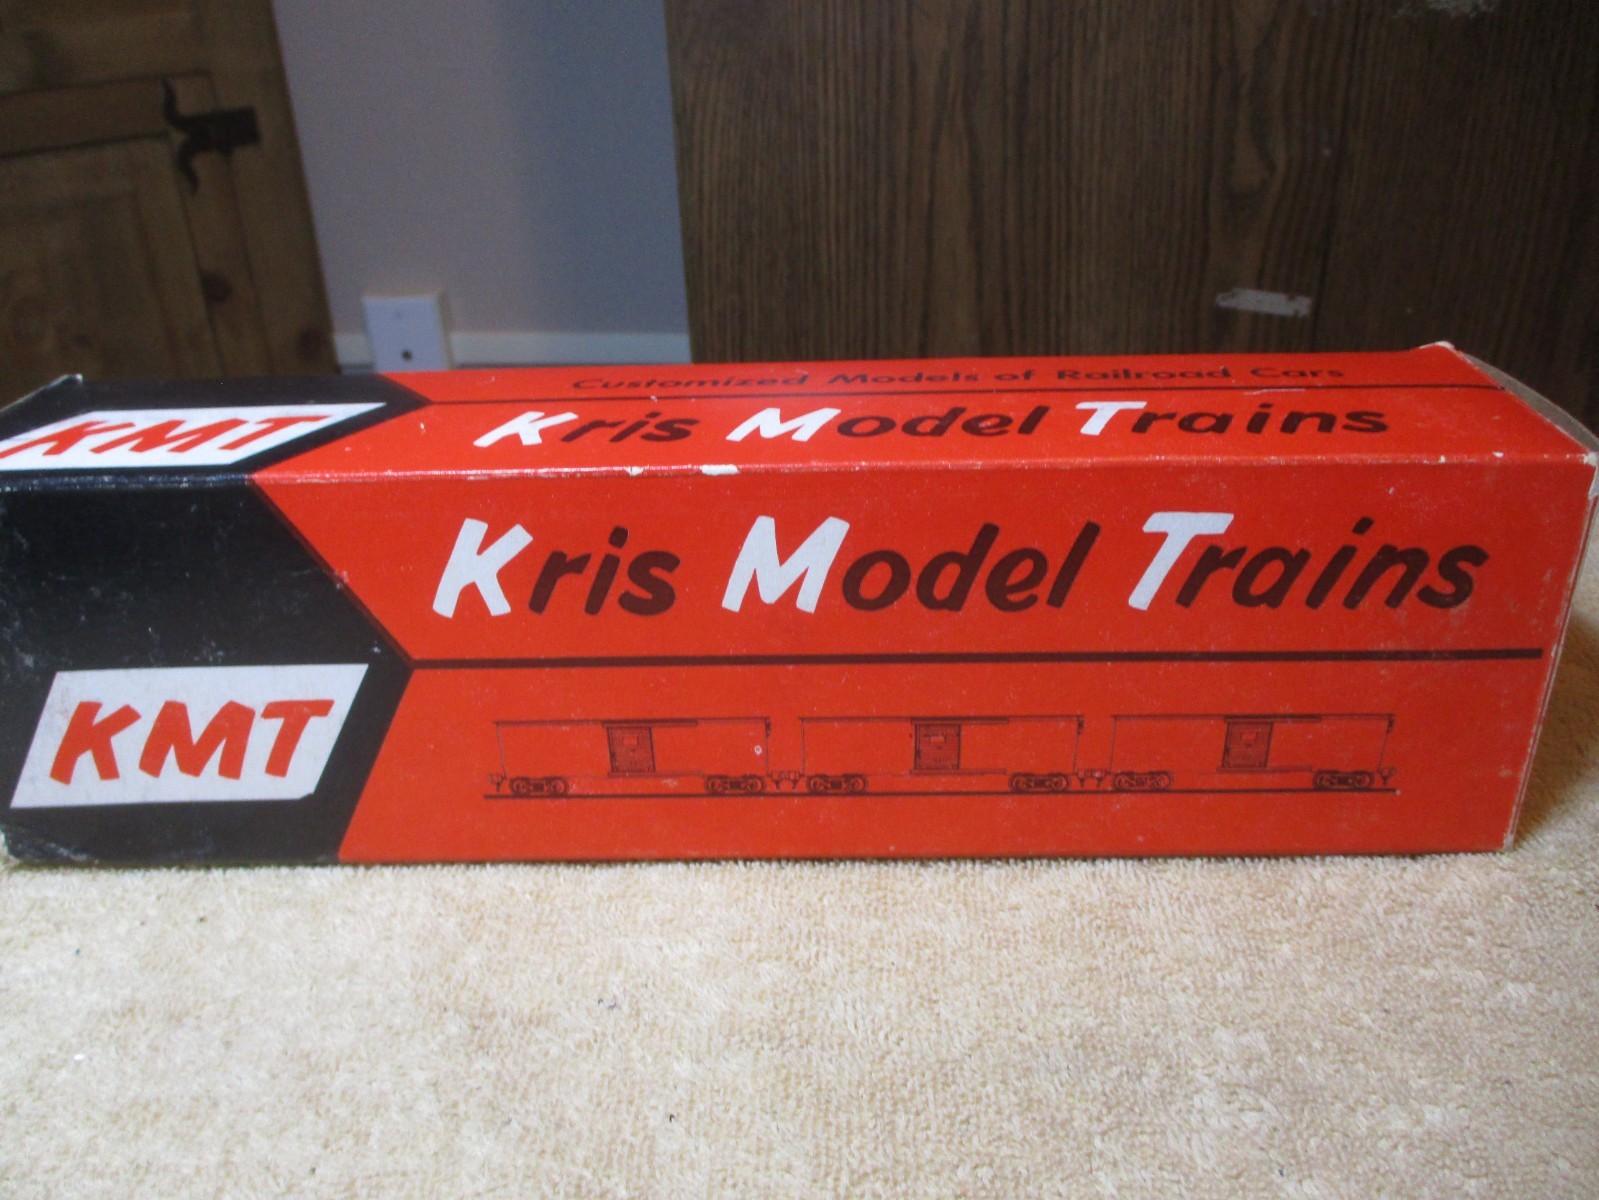 Customized Models of Railroad Cars
KMT
Kris Model Trains
Kris Model Trains
KMT